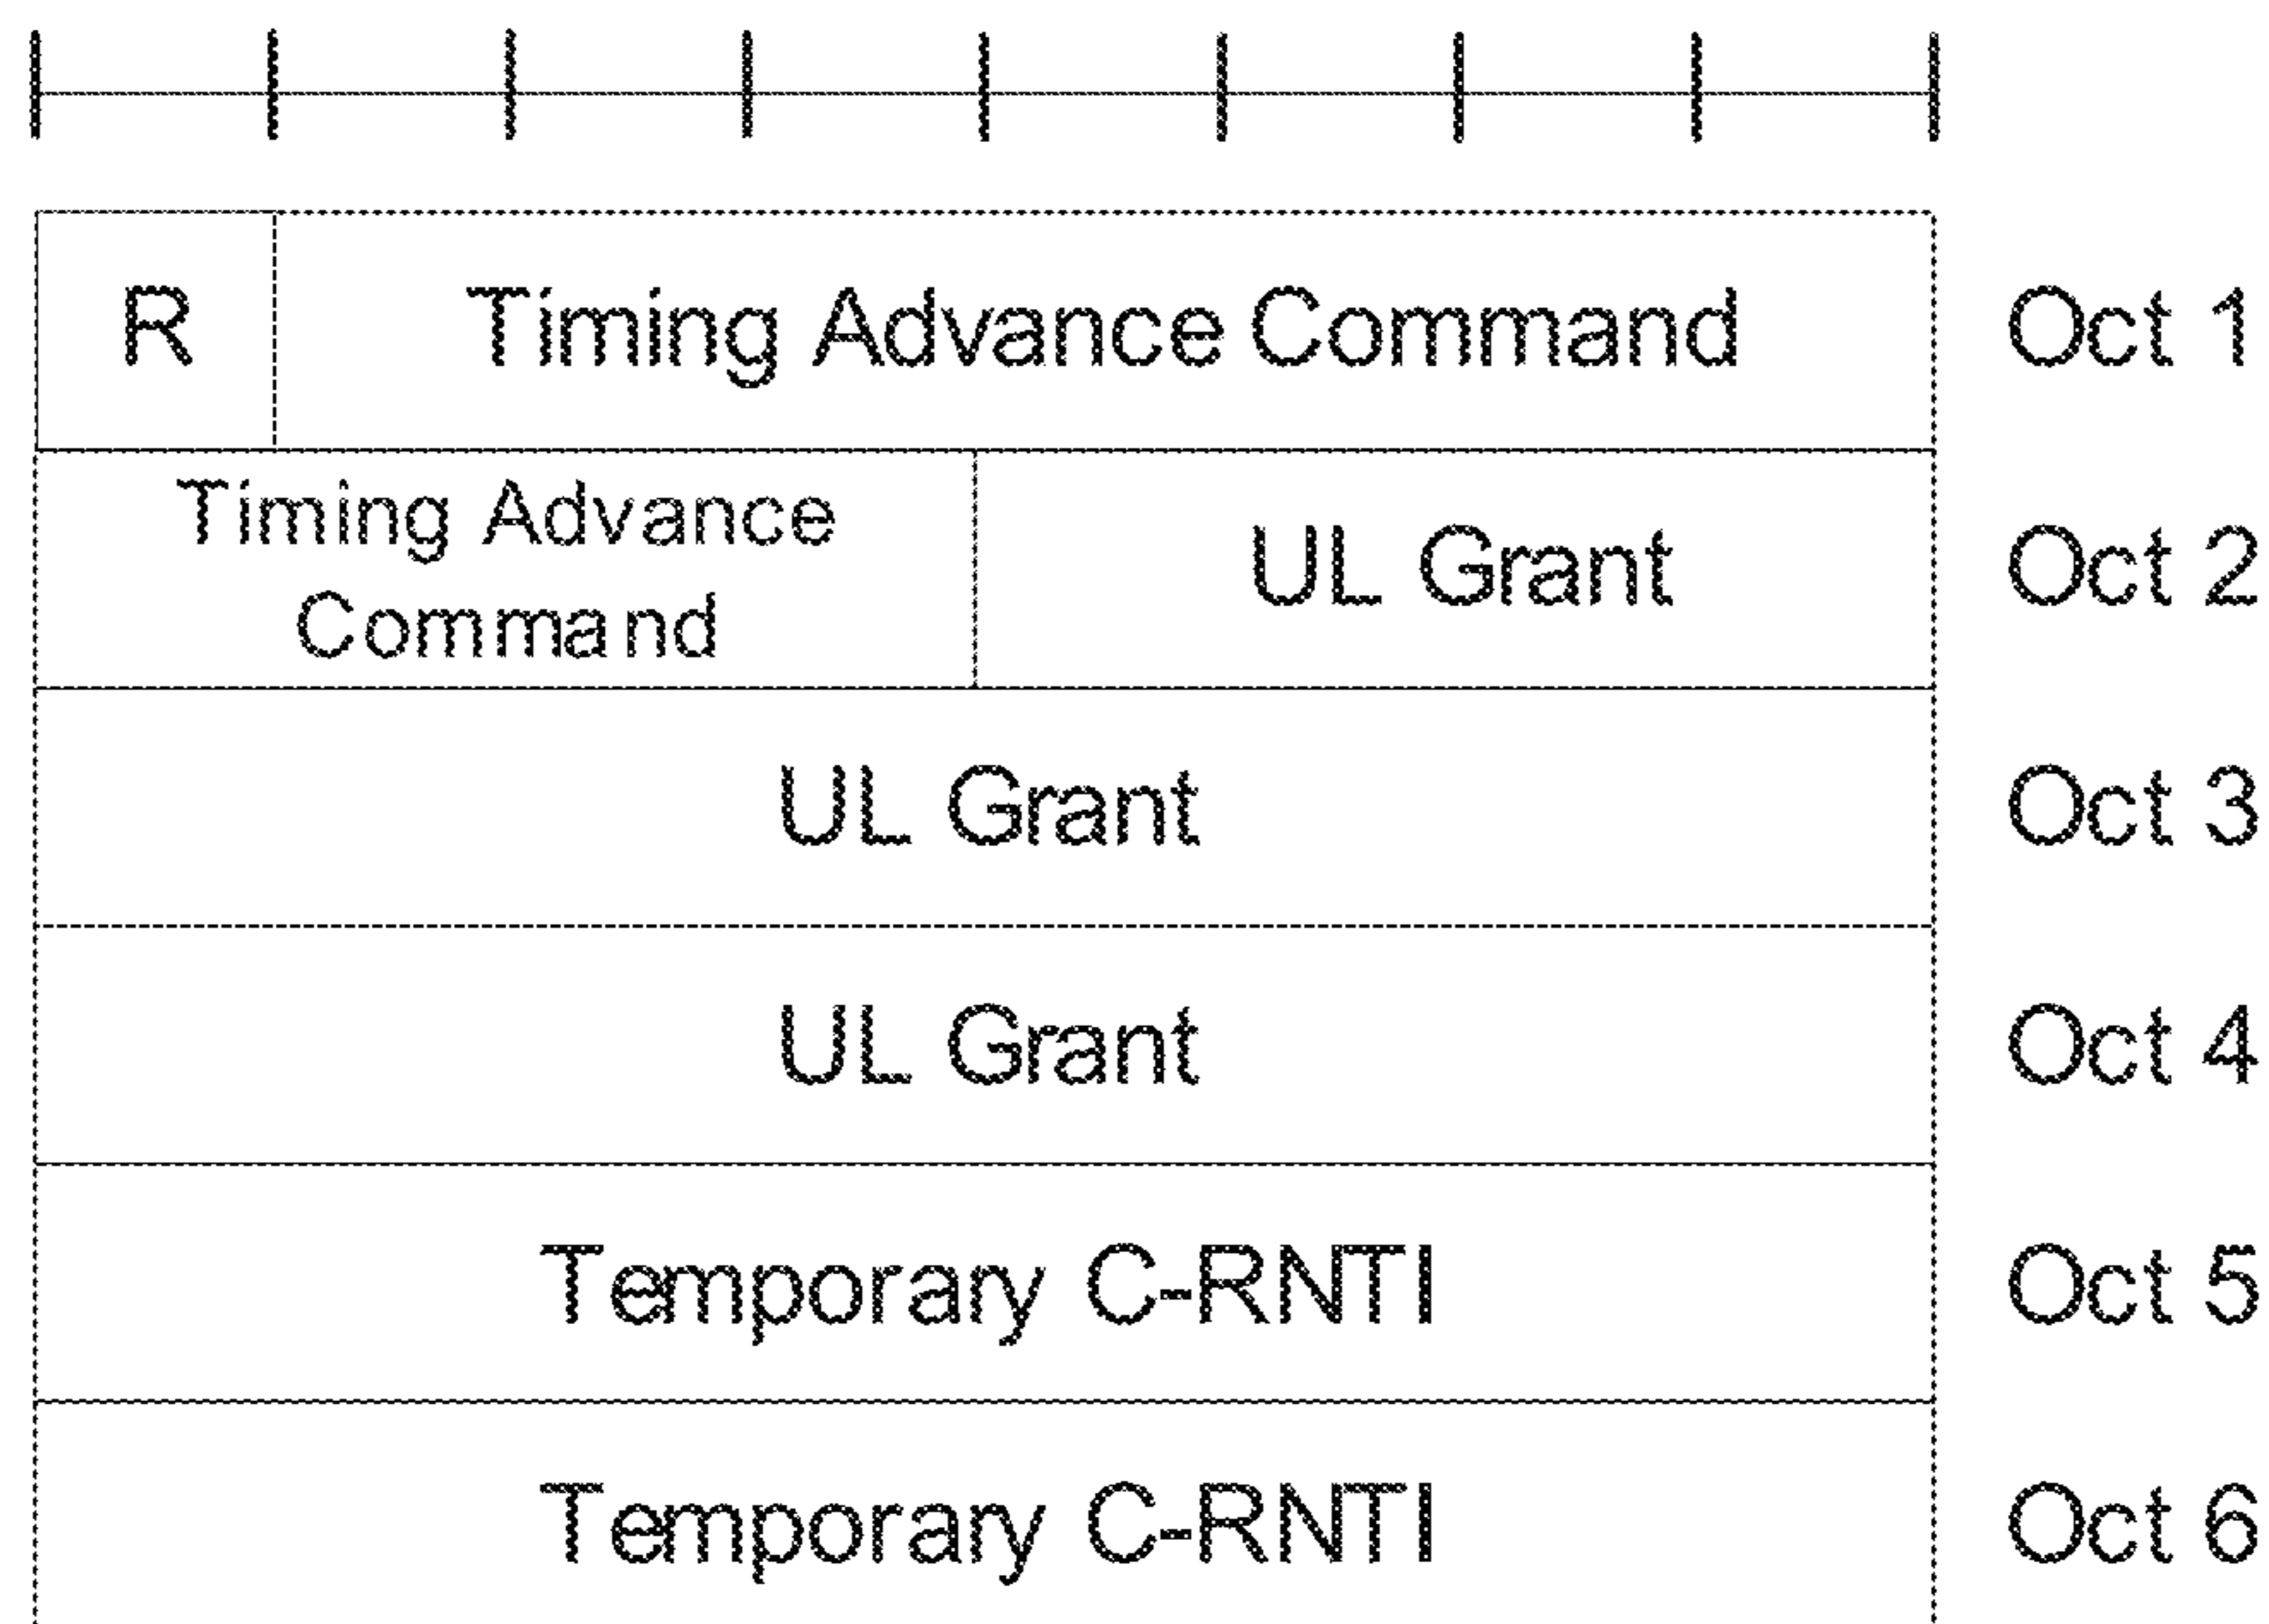 R Timing Advance Command Oct 1
Timing Advance
Command
UL Grant Oct 2
UL Grant Oct 3
UL Grant Oct 4
Temporary C-RNTI Oct 5
Temporary C-RNTI Oct 6